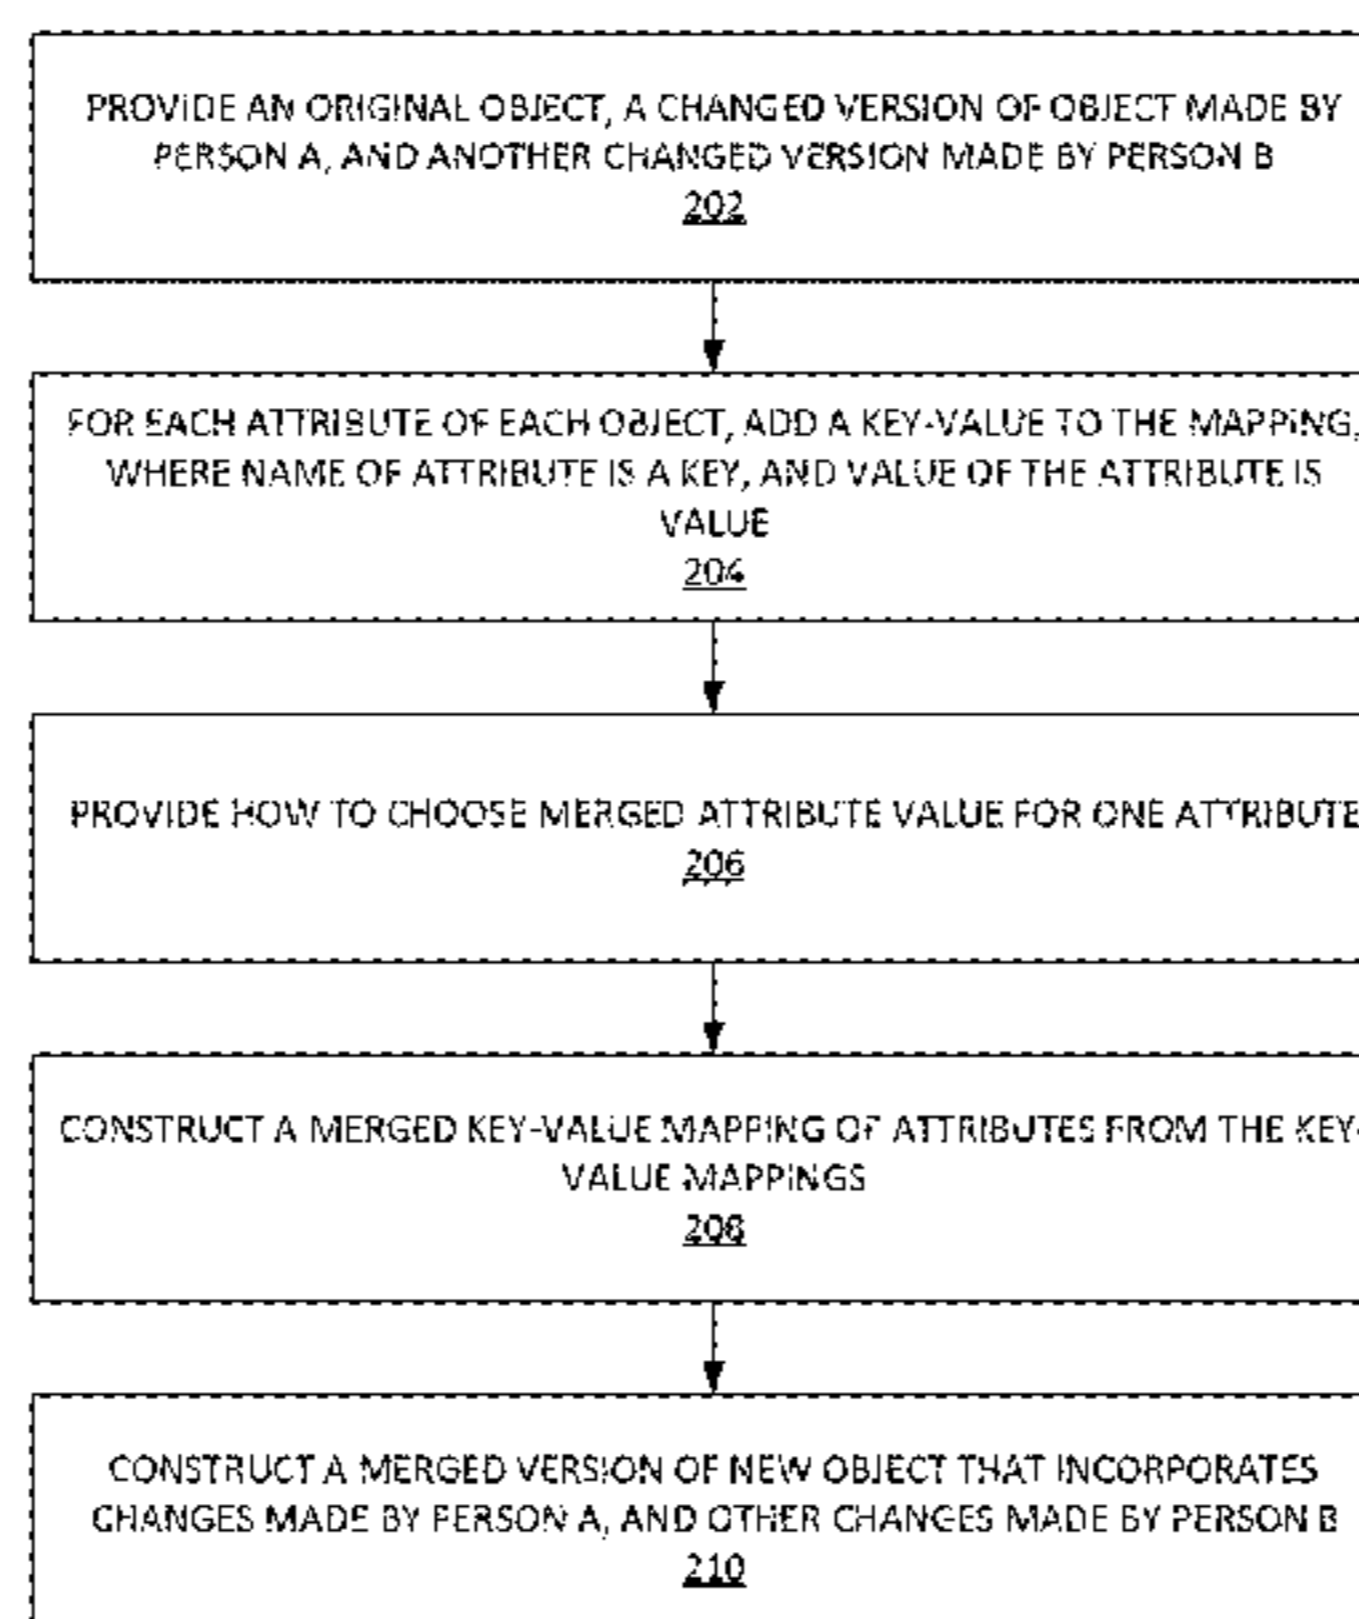 PROVIDE AN ORIGINAL OBJECT, A CHANGED VERSION OF OBJECT MADE BY
PERSON A, AND ANOTHER CHANGED VERSION MADE BY PERSON B
202
FOR EACH ATTRIBUTE OF EACH OBJECT, ADD A KEY-VALUE TO THE MAPPING,
WHERE NAME OF ATTRIBUTE IS A KEY, AND VALUE OF THE ATTRIBUTE IS
VALUE
204
PROVIDE HOW TO CHOOSE MERGED ATTRIBUTE VALUE FOR ONE ATTRIBUTE
206
CONSTRUCT A MERGED KEY-VALUE MAPPING OF ATTRIBUTES FROM THE KEY-
VALUE MAPPINGS
208
CONSTRUCT A MERGED VERSION OF NEW OBJECT THAT INCORPORATES
CHANGES MADE BY PERSON A, AND OTHER CHANGES MADE BY PERSON B
210